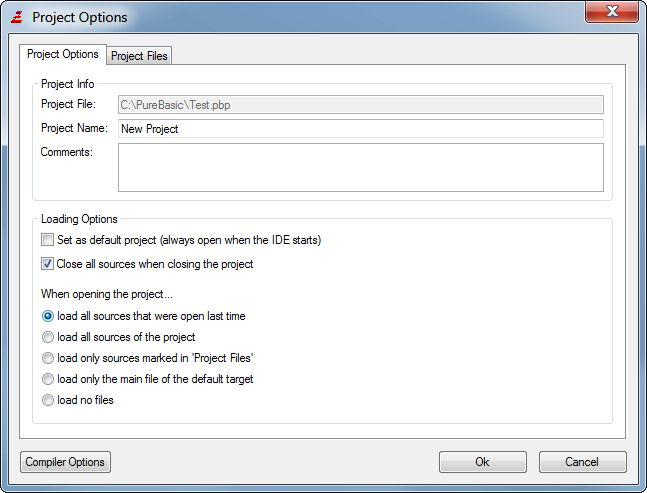 Project Options
Project Options Project Files
Project Info
Project File: C:\PureBasic\Test.pbp
Project Name: New Project
Comments:
Loading Options
Set as default project (always open when the IDE starts)
Close all sources when closing the project
When opening the project...
load all sources that were open last time
load all sources of the project
load only sources marked in 'Project Files'
load only the main file of the default target
load no files
Compiler Options Ok Cancel